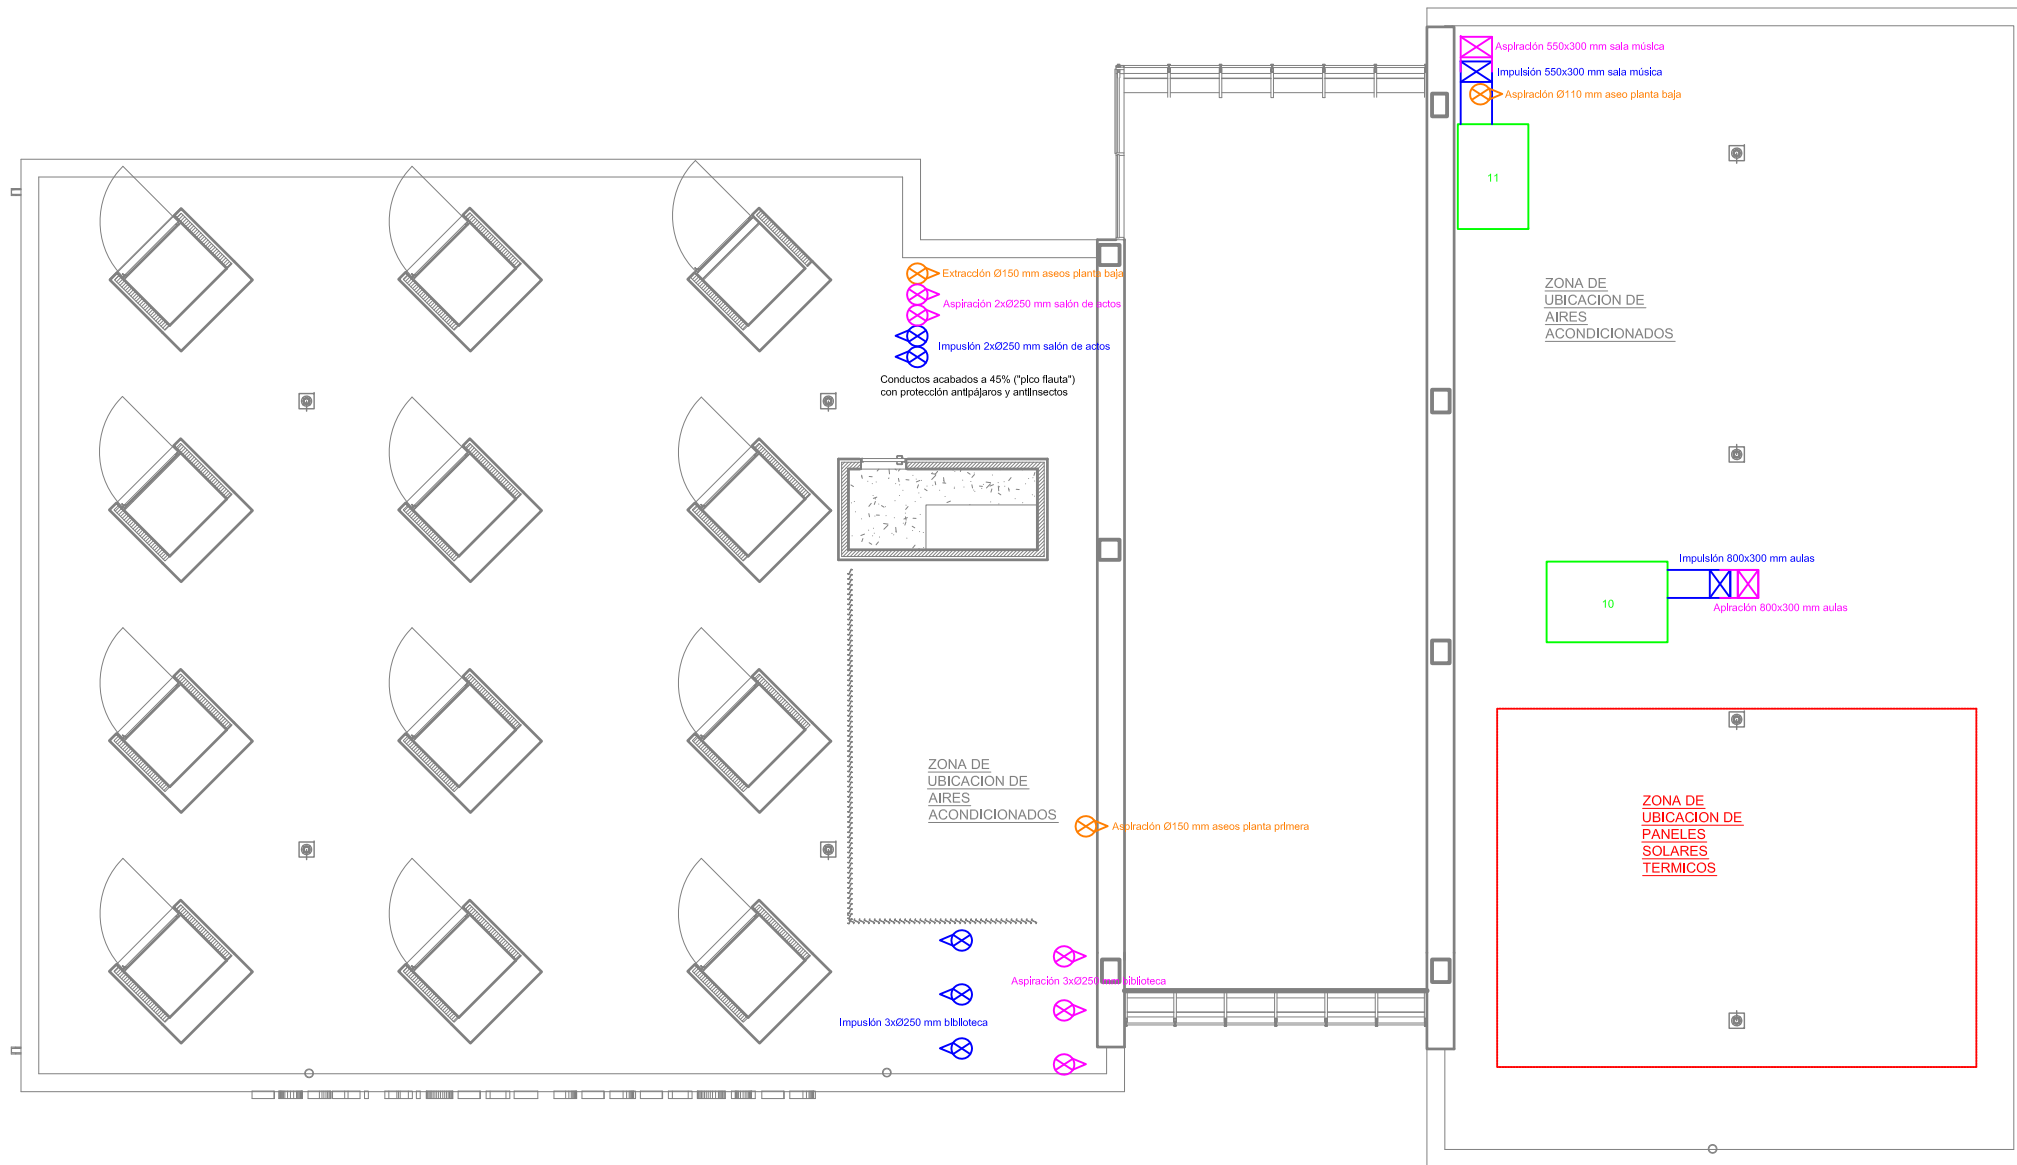 Aspiración 550x300 mm sala música
Impulsión 550x300 mm sala música
Aspiración Ø110 mm aseo planta baja
11
Extracción Ø150 mm aseos planta baja
Aspiración 2xØ250 mm salón de actos
Impuslón 2xØ250 mm salón de actos
Conductos acabados a 45% ("pico flauta")
con protección antipájaros y antiinsectos
ZONA DE
UBICACION DE
AIRES
ACONDICIONADOS
Impulsión 800x300 mm aulas
10
Apiración 800x300 mm aulas
ZONA DE
UBICACION DE
AIRES
ACONDICIONADOS
Aspiración Ø150 mm aseos planta primera
ZONA DE
UBICACION DE
PANELES
SOLARES
TERMICOS
Aspiración 3xØ250 mm biblioteca
Impuslón 3xØ250 mm biblioteca